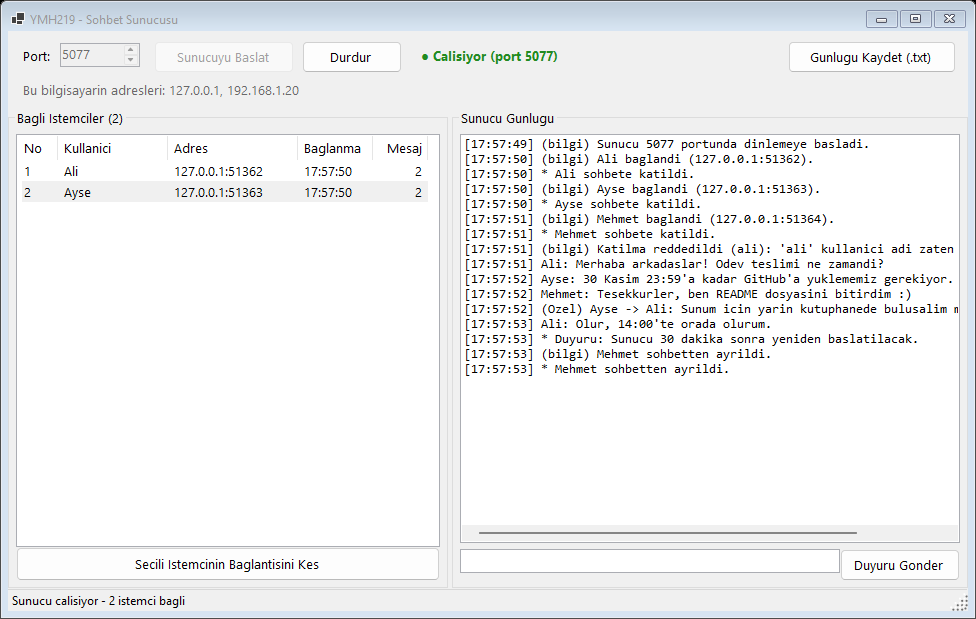 YMH219 - Sohbet Sunucusu
Port: 5077 Sunucuyu Baslat Durdur ● Calisiyor (port 5077) Gunlugu Kaydet (.txt)
Bu bilgisayarin adresleri: 127.0.0.1, 192.168.1.20
Bagli Istemciler (2)
No Kullanici Adres Baglanma Mesaj
1 Ali 127.0.0.1:51362 17:57:50 2
2 Ayse 127.0.0.1:51363 17:57:50 2
Secili Istemcinin Baglantisini Kes
Sunucu Gunlugu
[17:57:49] (bilgi) Sunucu 5077 portunda dinlemeye basladi.
[17:57:50] (bilgi) Ali baglandi (127.0.0.1:51362).
[17:57:50] * Ali sohbete katildi.
[17:57:50] (bilgi) Ayse baglandi (127.0.0.1:51363).
[17:57:50] * Ayse sohbete katildi.
[17:57:51] (bilgi) Mehmet baglandi (127.0.0.1:51364).
[17:57:51] * Mehmet sohbete katildi.
[17:57:51] (bilgi) Katilma reddedildi (ali): 'ali' kullanici adi zaten
[17:57:51] Ali: Merhaba arkadaslar! Odev teslimi ne zamandi?
[17:57:52] Ayse: 30 Kasim 23:59'a kadar GitHub'a yuklememiz gerekiyor.
[17:57:52] Mehmet: Tesekkurler, ben README dosyasini bitirdim :)
[17:57:52] (Ozel) Ayse -> Ali: Sunum icin yarin kutuphanede bulusalim m
[17:57:53] Ali: Olur, 14:00'te orada olurum.
[17:57:53] * Duyuru: Sunucu 30 dakika sonra yeniden baslatilacak.
[17:57:53] (bilgi) Mehmet sohbetten ayrildi.
[17:57:53] * Mehmet sohbetten ayrildi.
Duyuru Gonder
Sunucu calisiyor - 2 istemci bagli